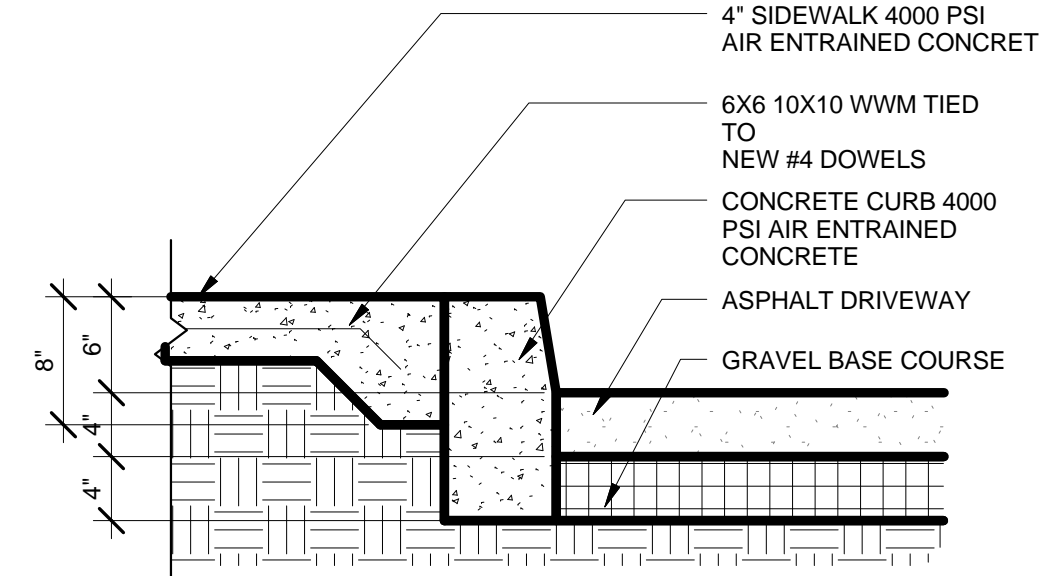 4" SIDEWALK 4000 PSI
AIR ENTRAINED CONCRET
6X6 10X10 WWM TIED
TO
NEW #4 DOWELS
CONCRETE CURB 4000
PSI AIR ENTRAINED
CONCRETE
ASPHALT DRIVEWAY
GRAVEL BASE COURSE
8"
6"
4"
4"